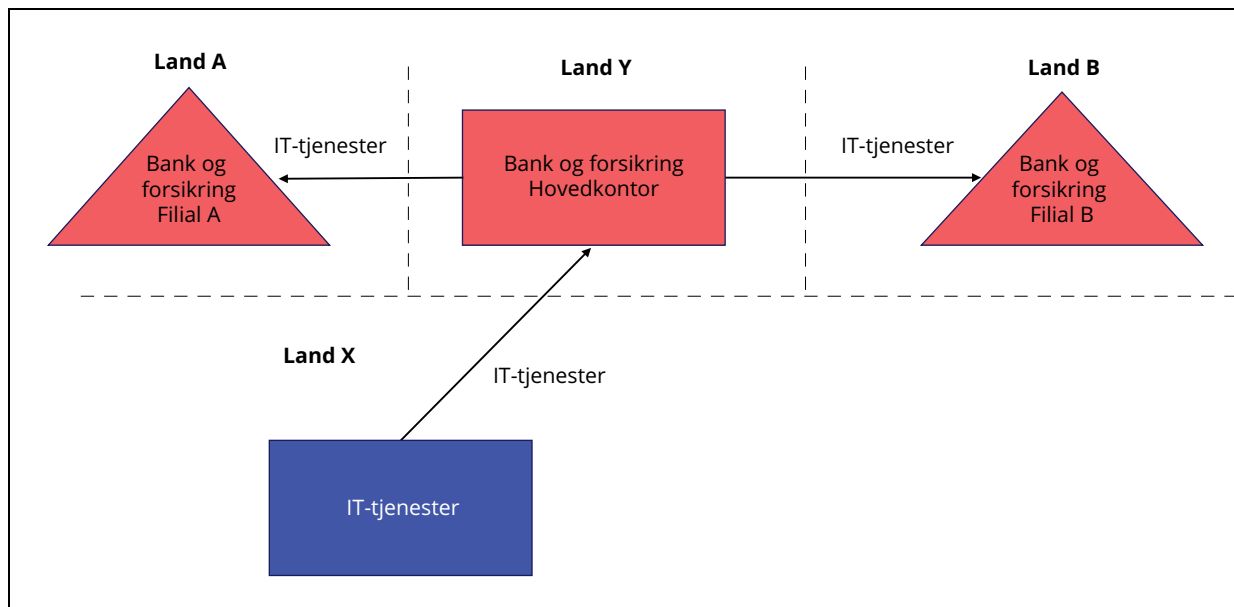 Land A
Land Y
Land B
IT-tjenester
IT-tjenester
Bank og
forsikring
Filial A
Bank og forsikring
Hovedkontor
Bank og
forsikring
Filial B
Land X
IT-tjenester
IT-tjenester